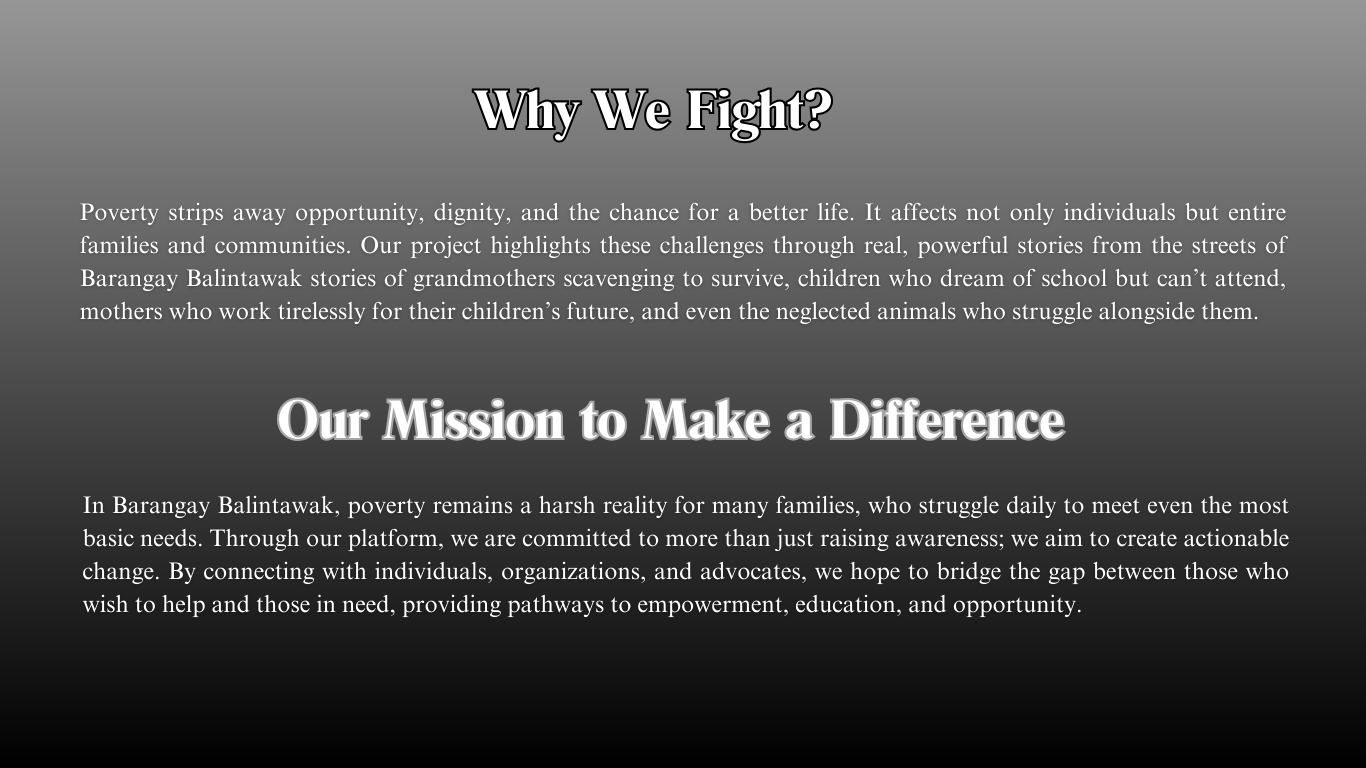 Why We Fight?
Poverty strips away opportunity, dignity, and the chance for a better life. It affects not only individuals but entire
families and communities. Our project highlights these challenges through real, powerful stories from the streets of
Barangay Balintawak stories of grandmothers scavenging to survive, children who dream of school but can’t attend,
mothers who work tirelessly for their children’s future, and even the neglected animals who struggle alongside them.
Our Mission to Make a Difference
In Barangay Balintawak, poverty remains a harsh reality for many families, who struggle daily to meet even the most
basic needs. Through our platform, we are committed to more than just raising awareness; we aim to create actionable
change. By connecting with individuals, organizations, and advocates, we hope to bridge the gap between those who
wish to help and those in need, providing pathways to empowerment, education, and opportunity.